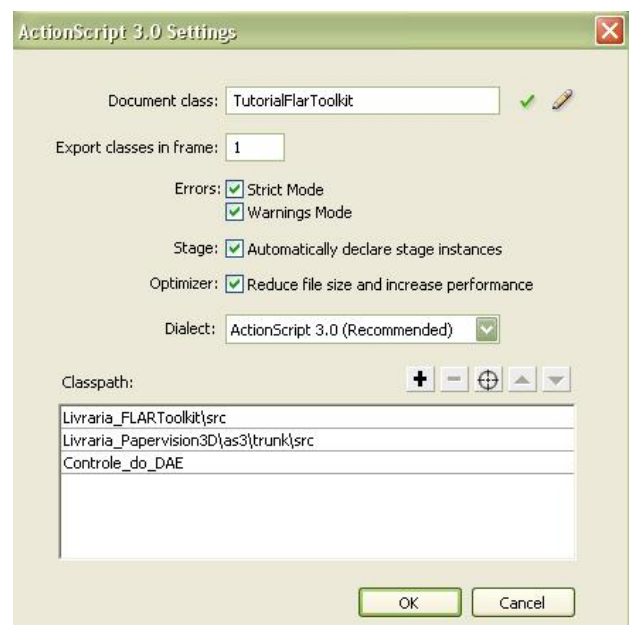 ActionScript 3.0 Settings
Document class: TutorialFlarToolkit
Export classes in frame: 1
Errors: Strict Mode
Warnings Mode
Stage: Automatically declare stage instances
Optimizer: Reduce file size and increase performance
Dialect: ActionScript 3.0 (Recommended)
Classpath:
Livraria_FLARToolkit\src
Livraria_Papervision3D\as3\trunk\src
Controle_do_DAE
OK Cancel